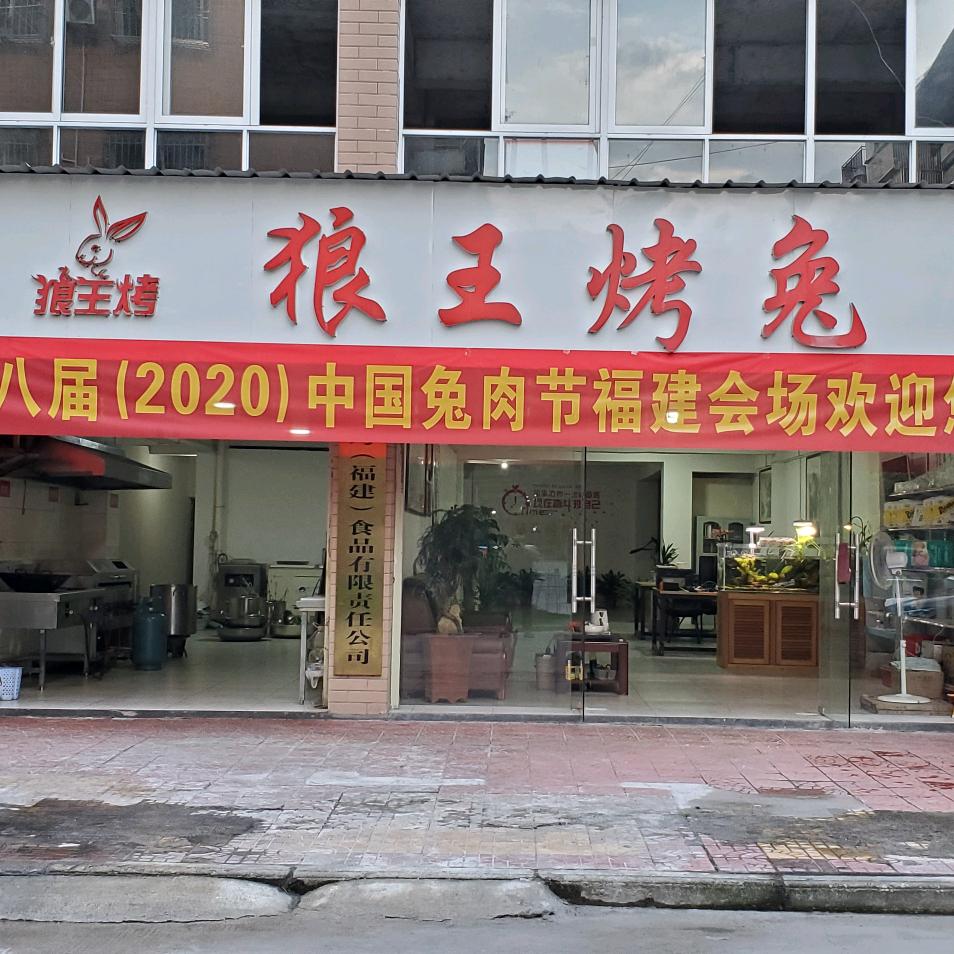 狼王烤兔
狼王烤
八届(2020)中国兔肉节福建会场欢迎
（福建）食品有限责任公司